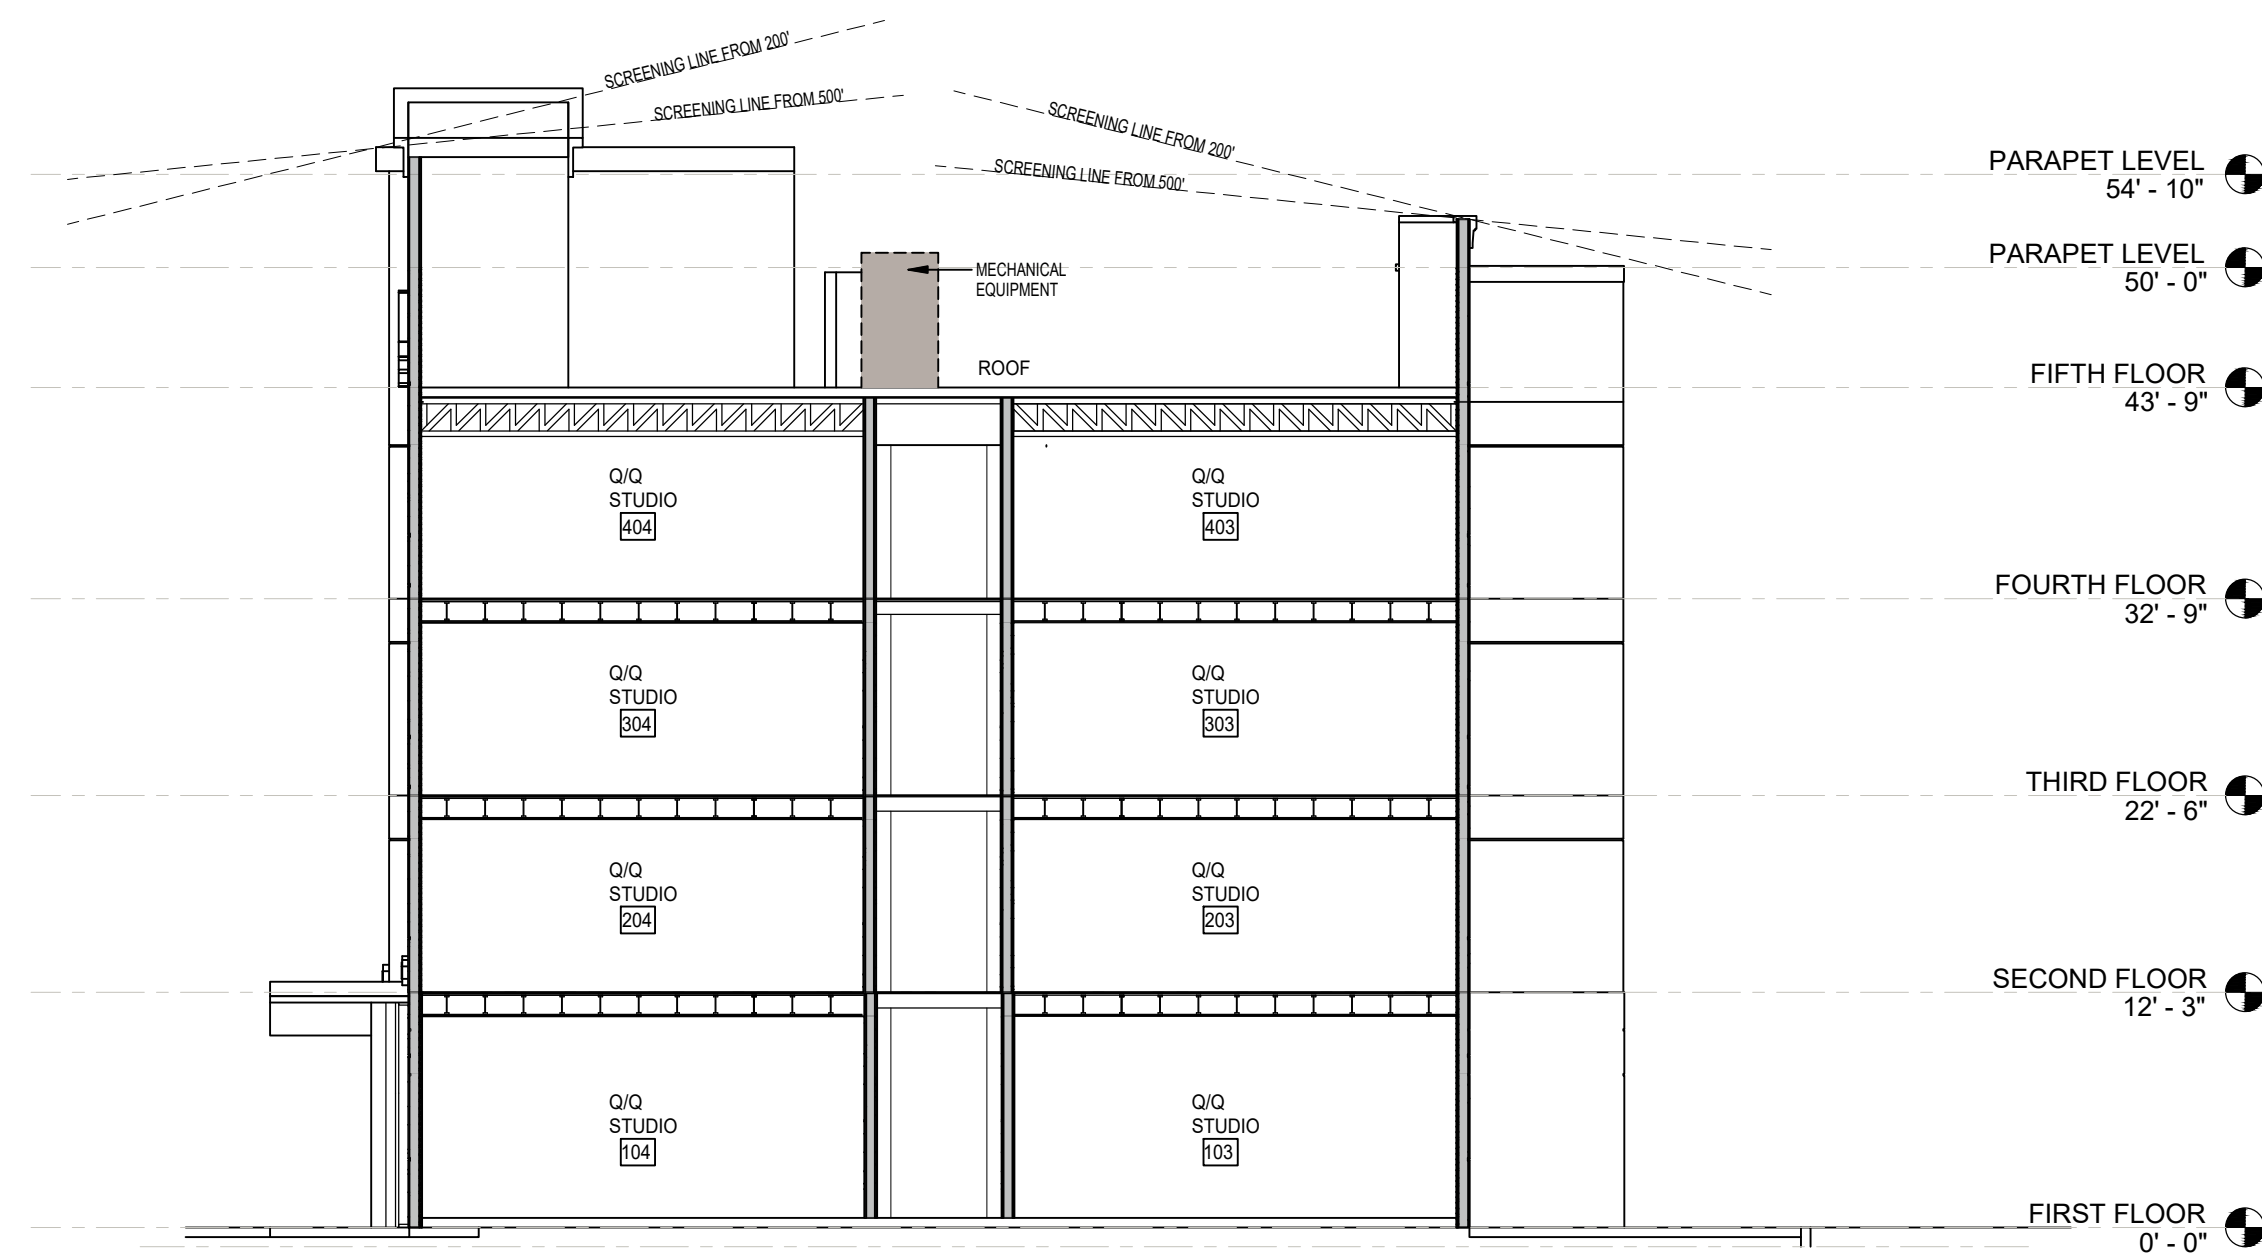 SCREENING LINE FROM 200'
SCREENING LINE FROM 500'
SCREENING LINE FROM 200'
SCREENING LINE FROM 500'
PARAPET LEVEL
54' - 10"
PARAPET LEVEL
50' - 0"
MECHANICAL
EQUIPMENT
ROOF
FIFTH FLOOR
43' - 9"
Q/Q
STUDIO
404
Q/Q
STUDIO
403
FOURTH FLOOR
32' - 9"
Q/Q
STUDIO
304
Q/Q
STUDIO
303
THIRD FLOOR
22' - 6"
Q/Q
STUDIO
204
Q/Q
STUDIO
203
SECOND FLOOR
12' - 3"
Q/Q
STUDIO
104
Q/Q
STUDIO
103
FIRST FLOOR
0' - 0"